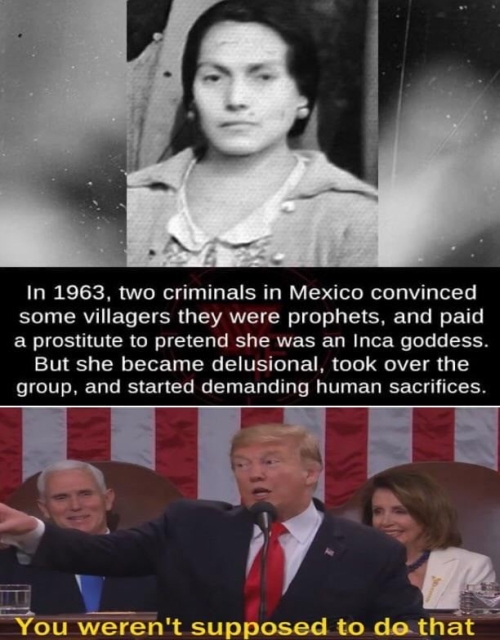 In 1963, two criminals in Mexico convinced
some villagers they were prophets, and paid
a prostitute to pretend she was an Inca goddess.
But she became delusional, took over the
group, and started demanding human sacrifices.
You weren't supposed to do that